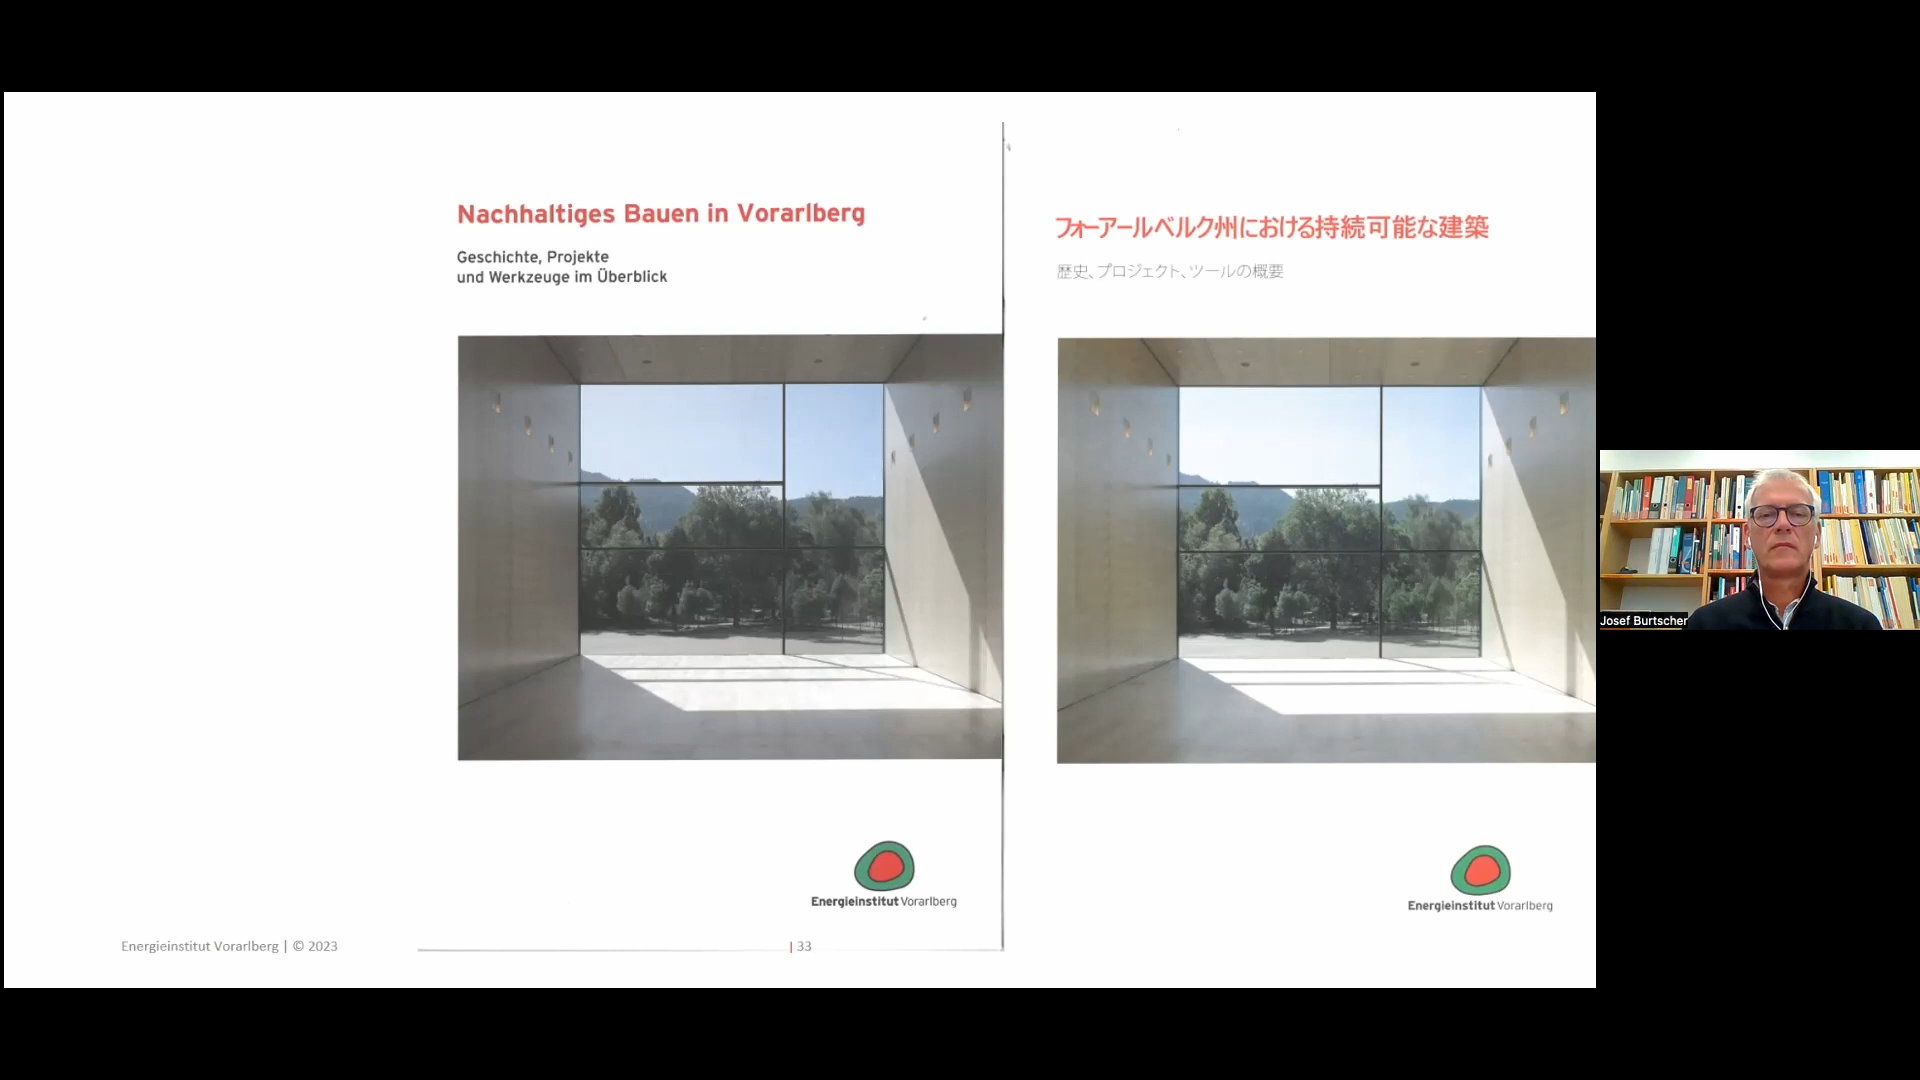 Nachhaltiges Bauen in Vorarlberg
Geschichte, Projekte
und Werkzeuge im Überblick
Energieinstitut Vorarlberg
フォーアールベルク州における持続可能な建築
歴史、プロジェクト、ツールの概要
Energieinstitut Vorarlberg
Energieinstitut Vorarlberg | © 2023
| 33
Josef Burtscher